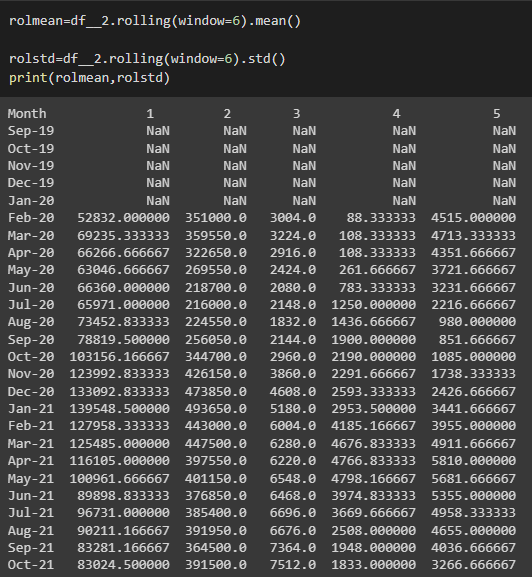 rolmean=df__2.rolling(window=6).mean()
rolstd=df__2.rolling(window=6).std()
print(rolmean,rolstd)
Month 1 2 3 4 5
Sep-19 NaN NaN NaN NaN NaN
Oct-19 NaN NaN NaN NaN NaN
Nov-19 NaN NaN NaN NaN NaN
Dec-19 NaN NaN NaN NaN NaN
Jan-20 NaN NaN NaN NaN NaN
Feb-20 52832.000000 351000.0 3004.0 88.333333 4515.000000
Mar-20 69235.333333 359550.0 3224.0 108.333333 4713.333333
Apr-20 66266.666667 322650.0 2916.0 108.333333 4351.666667
May-20 63046.666667 269550.0 2424.0 261.666667 3721.666667
Jun-20 66360.000000 218700.0 2080.0 783.333333 3231.666667
Jul-20 65971.000000 216000.0 2148.0 1250.000000 2216.666667
Aug-20 73452.833333 224550.0 1832.0 1436.666667 980.000000
Sep-20 78819.500000 256050.0 2144.0 1900.000000 851.666667
Oct-20 103156.166667 344700.0 2960.0 2190.000000 1085.000000
Nov-20 123992.833333 426150.0 3860.0 2291.666667 1738.333333
Dec-20 133092.833333 473850.0 4608.0 2593.333333 2426.666667
Jan-21 139548.500000 493650.0 5180.0 2953.500000 3441.666667
Feb-21 127958.333333 443000.0 6004.0 4185.166667 3955.000000
Mar-21 125485.000000 447500.0 6280.0 4676.833333 4911.666667
Apr-21 116105.000000 397550.0 6220.0 4766.833333 5810.000000
May-21 100961.666667 401150.0 6548.0 4798.166667 5681.666667
Jun-21 89898.833333 376850.0 6468.0 3974.833333 5355.000000
Jul-21 96731.000000 385400.0 6696.0 3669.666667 4958.333333
Aug-21 90211.166667 391950.0 6676.0 2508.000000 4655.000000
Sep-21 83281.166667 364500.0 7364.0 1948.000000 4036.666667
Oct-21 83024.500000 391500.0 7512.0 1833.000000 3266.666667